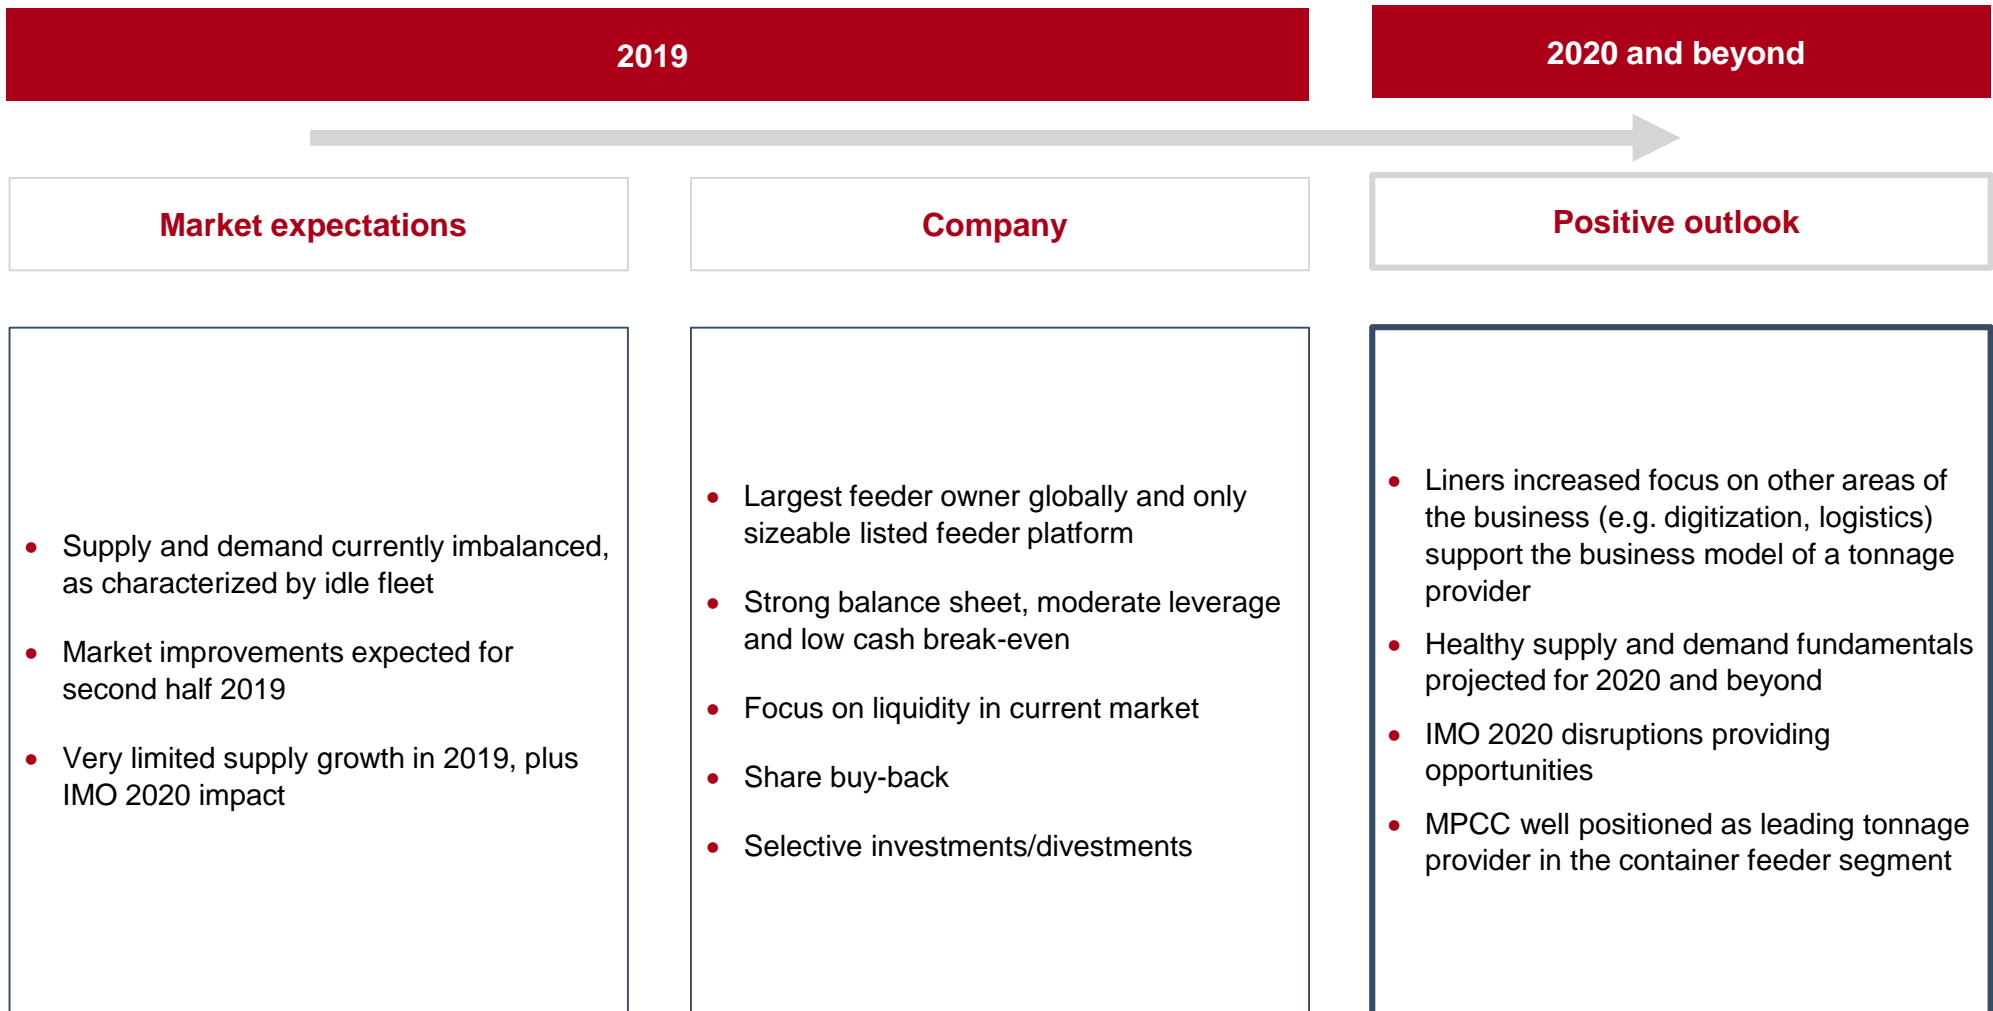 2019
2020 and beyond
Market expectations
Company
Positive outlook
• Supply and demand currently imbalanced,
as characterized by idle fleet
• Market improvements expected for
second half 2019
• Very limited supply growth in 2019, plus
IMO 2020 impact
• Largest feeder owner globally and only
sizeable listed feeder platform
• Strong balance sheet, moderate leverage
and low cash break-even
• Focus on liquidity in current market
• Share buy-back
• Selective investments/divestments
• Liners increased focus on other areas of
the business (e.g. digitization, logistics)
support the business model of a tonnage
provider
• Healthy supply and demand fundamentals
projected for 2020 and beyond
• IMO 2020 disruptions providing
opportunities
• MPCC well positioned as leading tonnage
provider in the container feeder segment